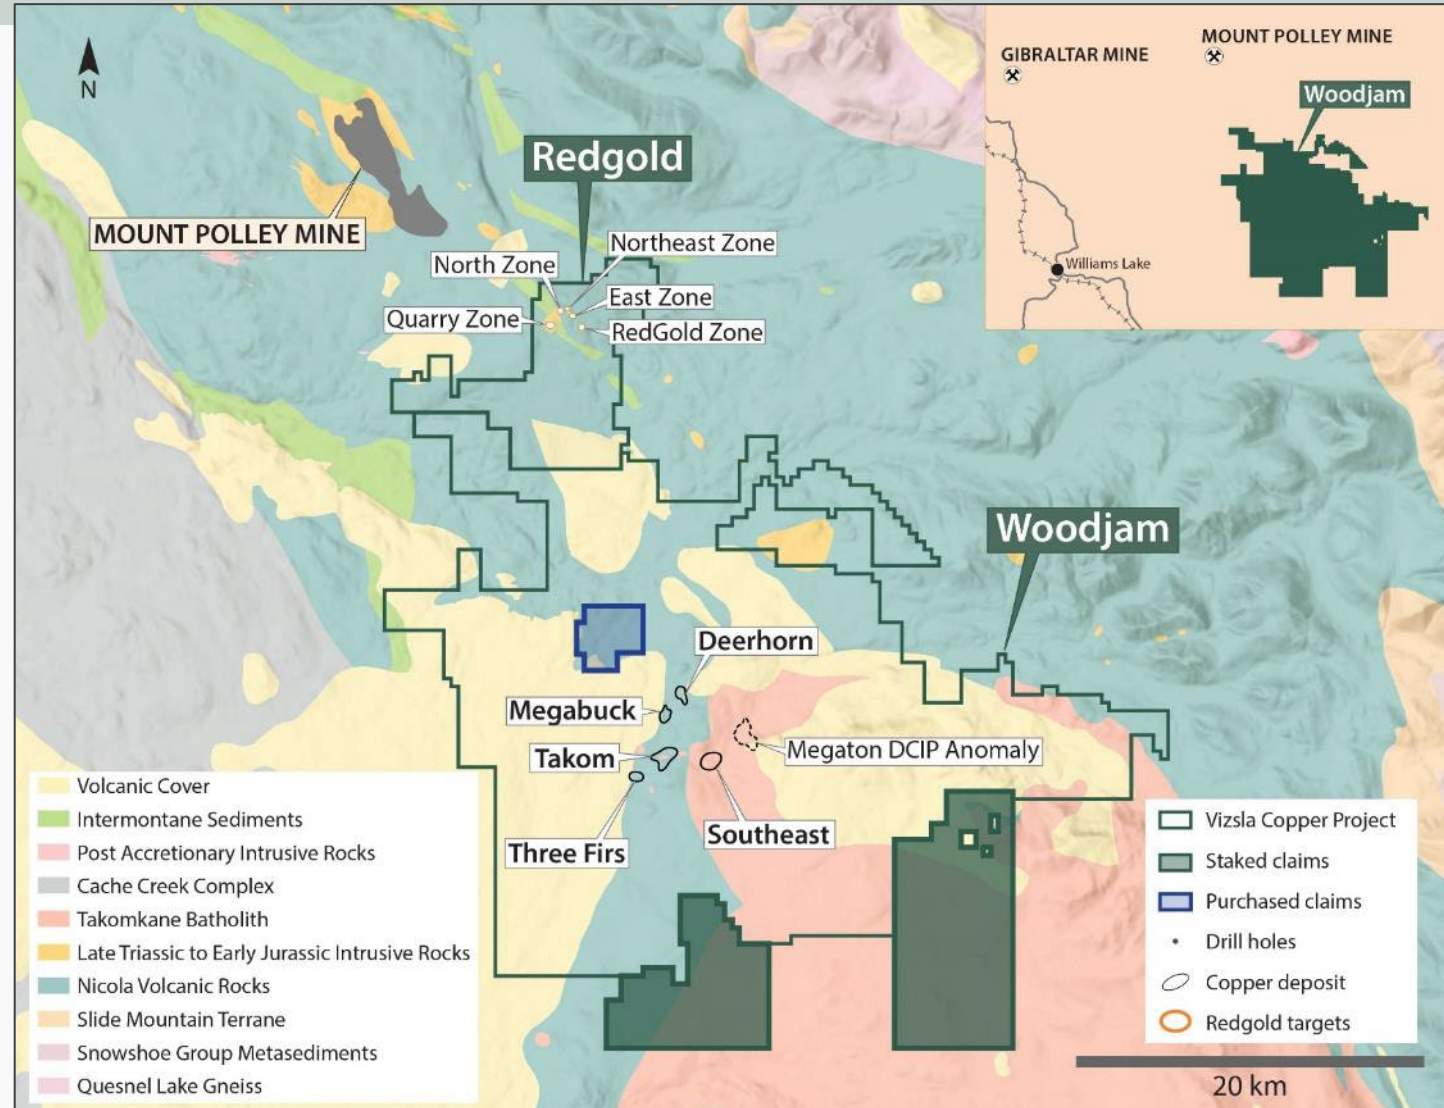 N
GIBRALTAR MINE
MOUNT POLLEY MINE
Woodjam
Williams Lake
Redgold
MOUNT POLLEY MINE
Northeast Zone
North Zone
East Zone
Quarry Zone
RedGold Zone
Woodjam
Deerhorn
Megabuck
Takom
Megaton DCIP Anomaly
Three Firs
Southeast
Volcanic Cover
Intermontane Sediments
Post Accretionary Intrusive Rocks
Cache Creek Complex
Takomkane Batholith
Late Triassic to Early Jurassic Intrusive Rocks
Nicola Volcanic Rocks
Slide Mountain Terrane
Snowshoe Group Metasediments
Quesnel Lake Gneiss
Vizsla Copper Project
Staked claims
Purchased claims
Drill holes
Copper deposit
Redgold targets
20 km